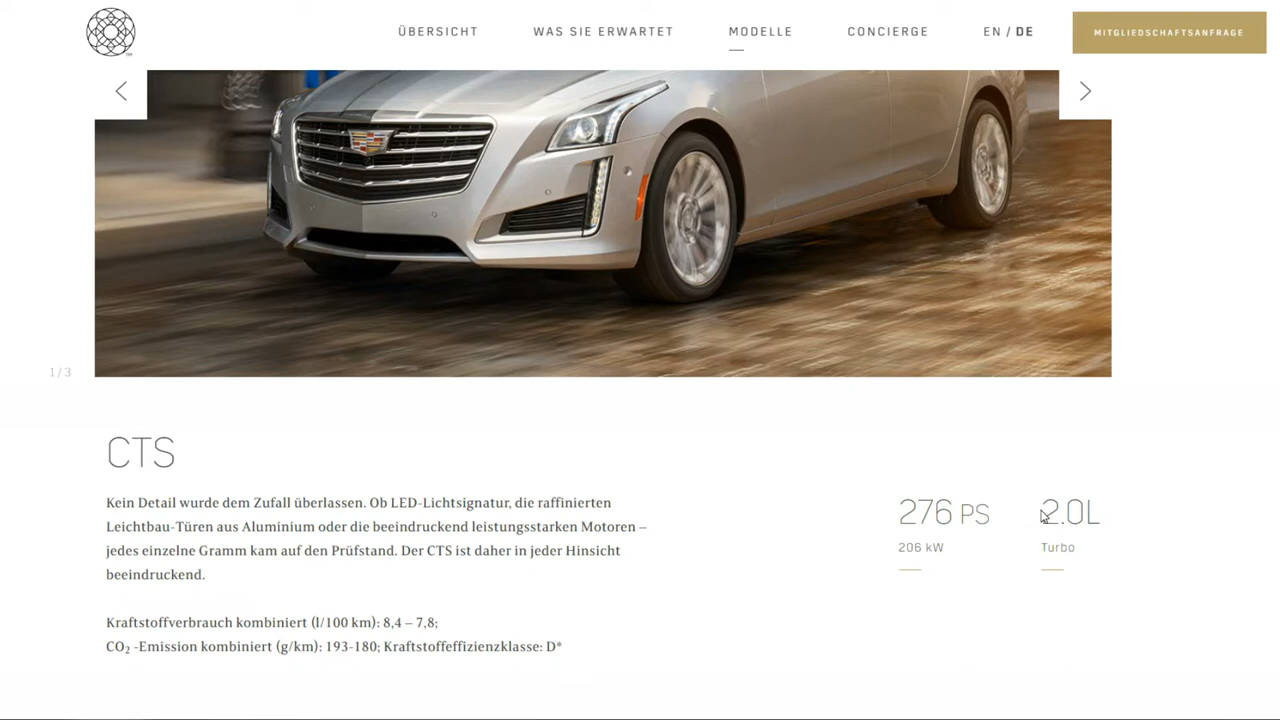 ÜBERSICHT WAS SIE ERWARTET MODELLE CONCIERGE EN / DE MITGLIEDSCHAFTSANFRAGE
1 / 3
CTS
Kein Detail wurde dem Zufall überlassen. Ob LED-Lichtsignatur, die raffinierten
Leichtbau-Türen aus Aluminium oder die beeindruckend leistungsstarken Motoren –
jedes einzelne Gramm kam auf den Prüfstand. Der CTS ist daher in jeder Hinsicht
beeindruckend.
Kraftstoffverbrauch kombiniert (l/100 km): 8,4 – 7,8;
CO₂ -Emission kombiniert (g/km): 193-180; Kraftstoffeffizienzklasse: D*
276 PS
206 kW
2.0L
Turbo